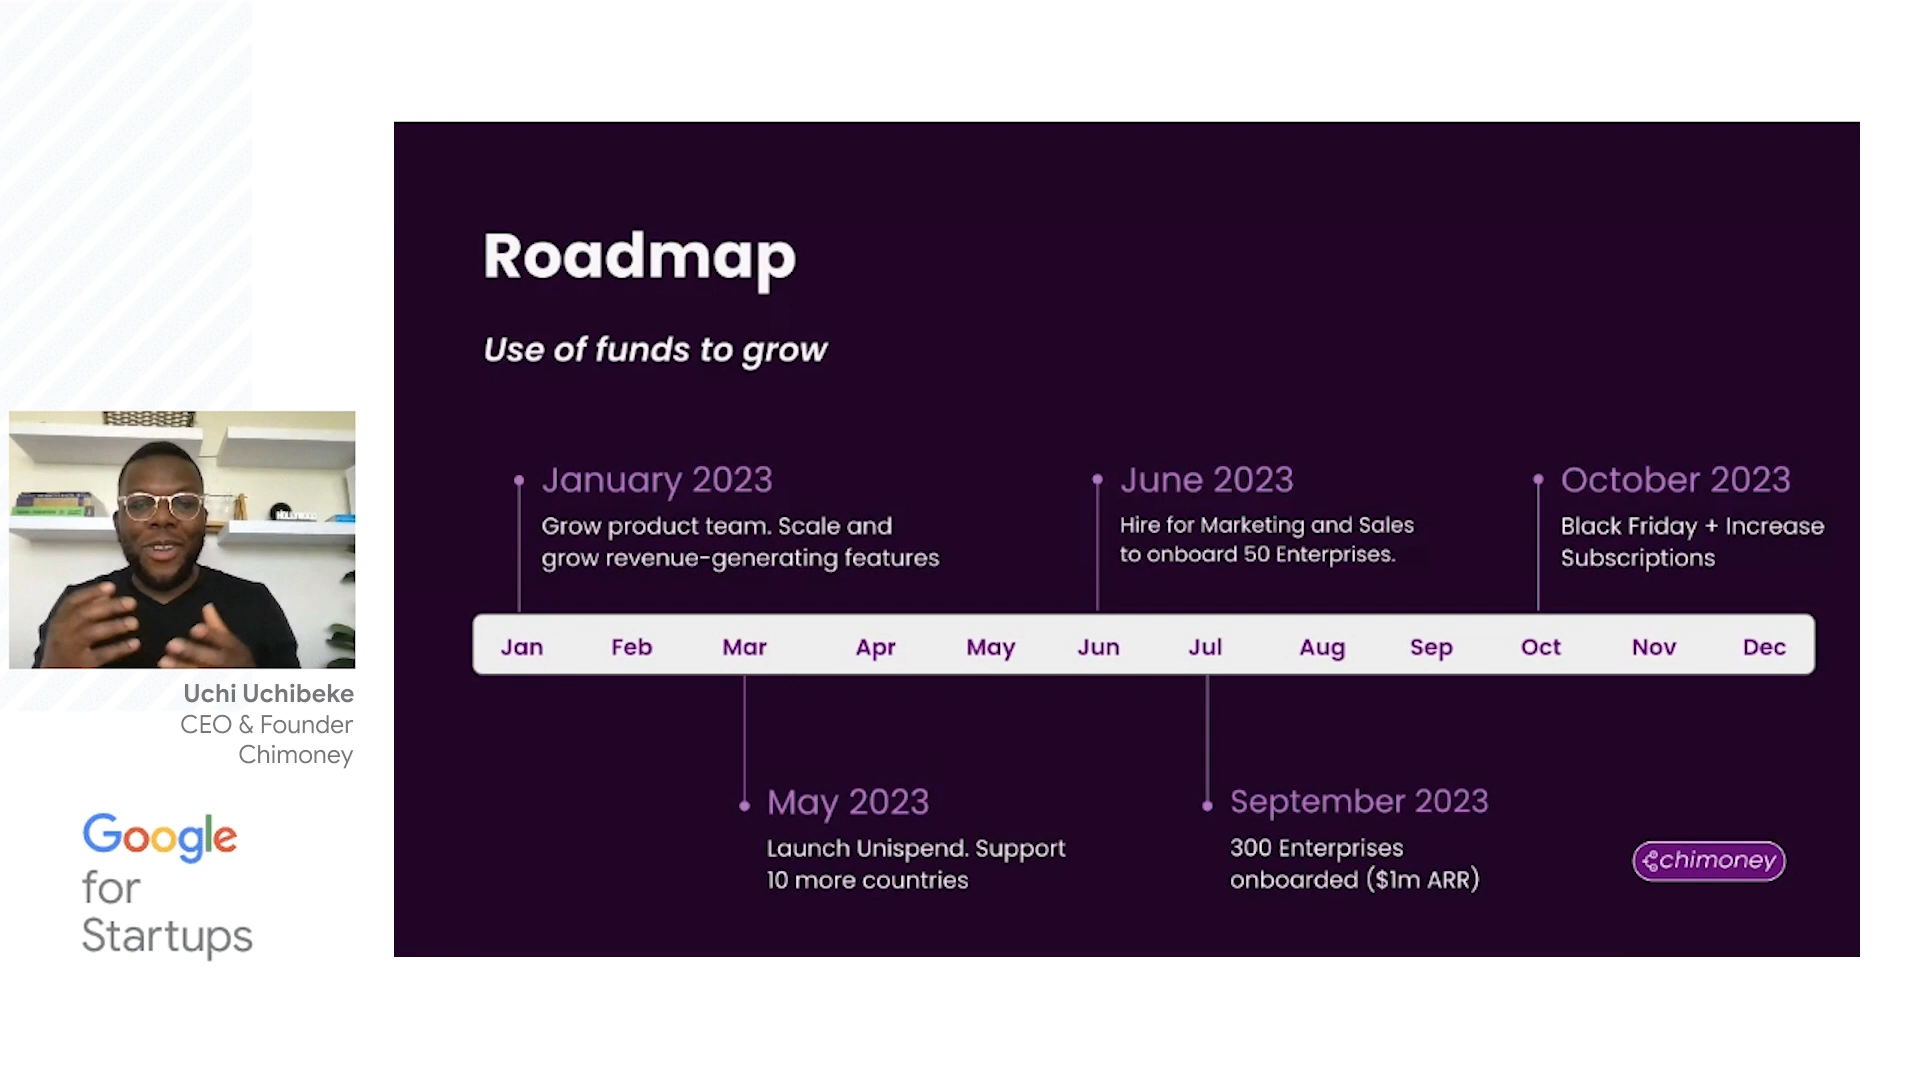 Roadmap
Use of funds to grow
January 2023
Grow product team. Scale and
grow revenue-generating features
June 2023
Hire for Marketing and Sales
to onboard 50 Enterprises.
October 2023
Black Friday + Increase
Subscriptions
Jan Feb Mar Apr May Jun Jul Aug Sep Oct Nov Dec
May 2023
Launch Unispend. Support
10 more countries
September 2023
300 Enterprises
onboarded ($1m ARR)
chimoney
HOLLYWOOD
Uchi Uchibeke
CEO & Founder
Chimoney
Google
for
Startups